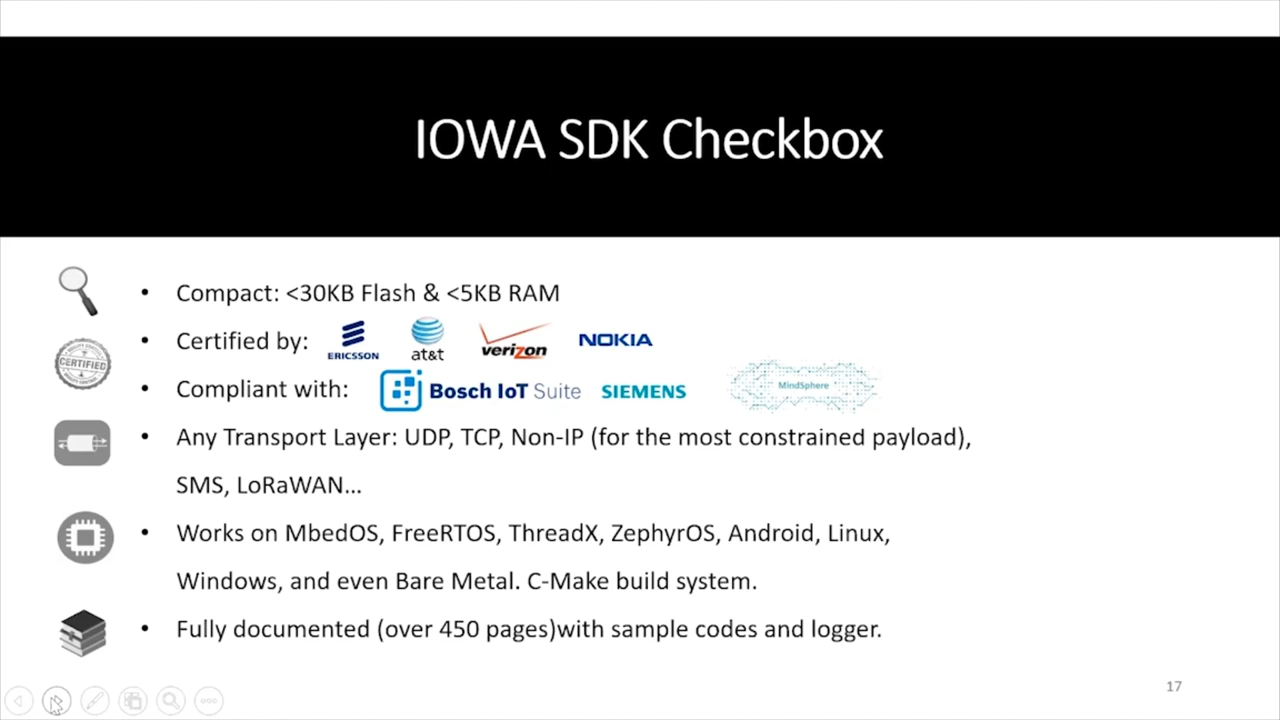 IOWA SDK Checkbox
• Compact: <30KB Flash & <5KB RAM
• Certified by: ERICSSON at&t verizon NOKIA
CERTIFIED
• Compliant with: Bosch IoT Suite SIEMENS MindSphere
• Any Transport Layer: UDP, TCP, Non-IP (for the most constrained payload),
SMS, LoRaWAN...
• Works on MbedOS, FreeRTOS, ThreadX, ZephyrOS, Android, Linux,
Windows, and even Bare Metal. C-Make build system.
• Fully documented (over 450 pages)with sample codes and logger.
17